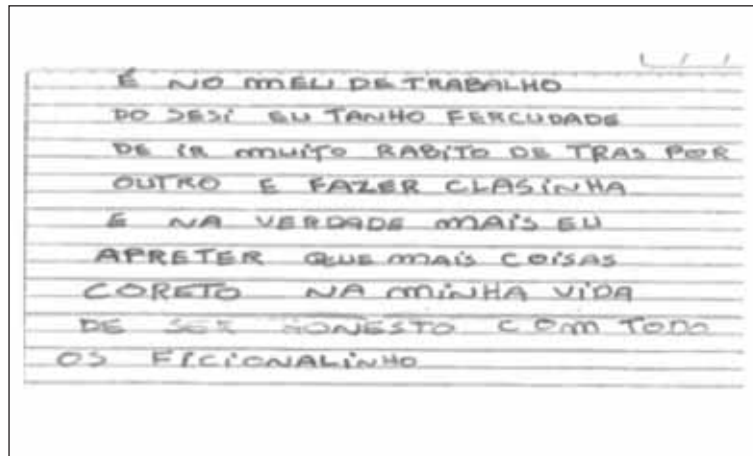 É NO MEU DE TRABALHO
DO SESI EU TANHO FERCUDADE
DE IR MUITO RABITO DE TRAS POR
OUTRO E FAZER CLASINHA
E NA VERDADE MAIS EU
APRETER QUE MAIS COISAS
CORETO NA MINHA VIDA
DE SER HONESTO COM TODO
OS FICIONALINHO